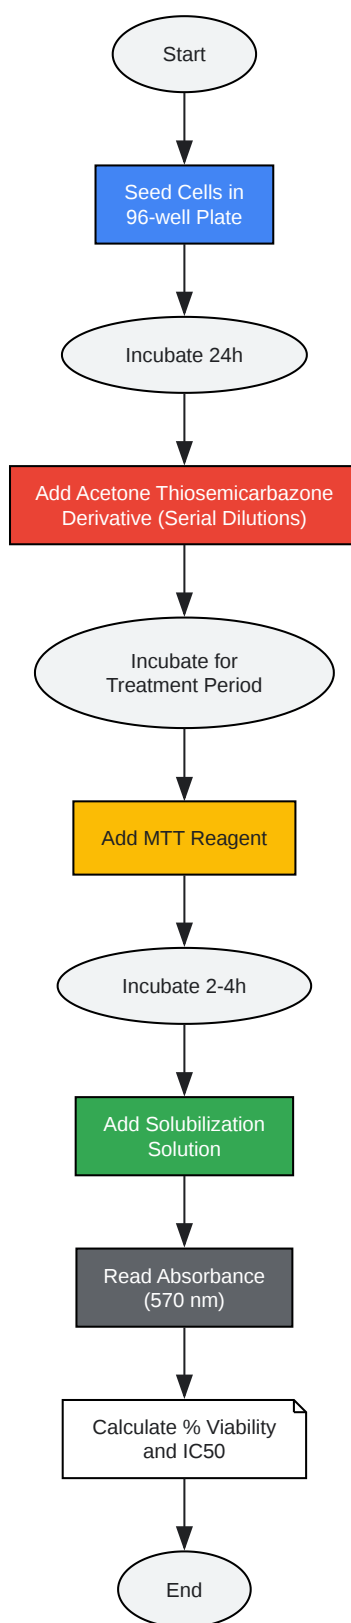 Start
Seed Cells in
96-well Plate
Incubate 24h
Add Acetone Thiosemicarbazone
Derivative (Serial Dilutions)
Incubate for
Treatment Period
Add MTT Reagent
Incubate 2-4h
Add Solubilization
Solution
Read Absorbance
(570 nm)
Calculate % Viability
and IC50
End